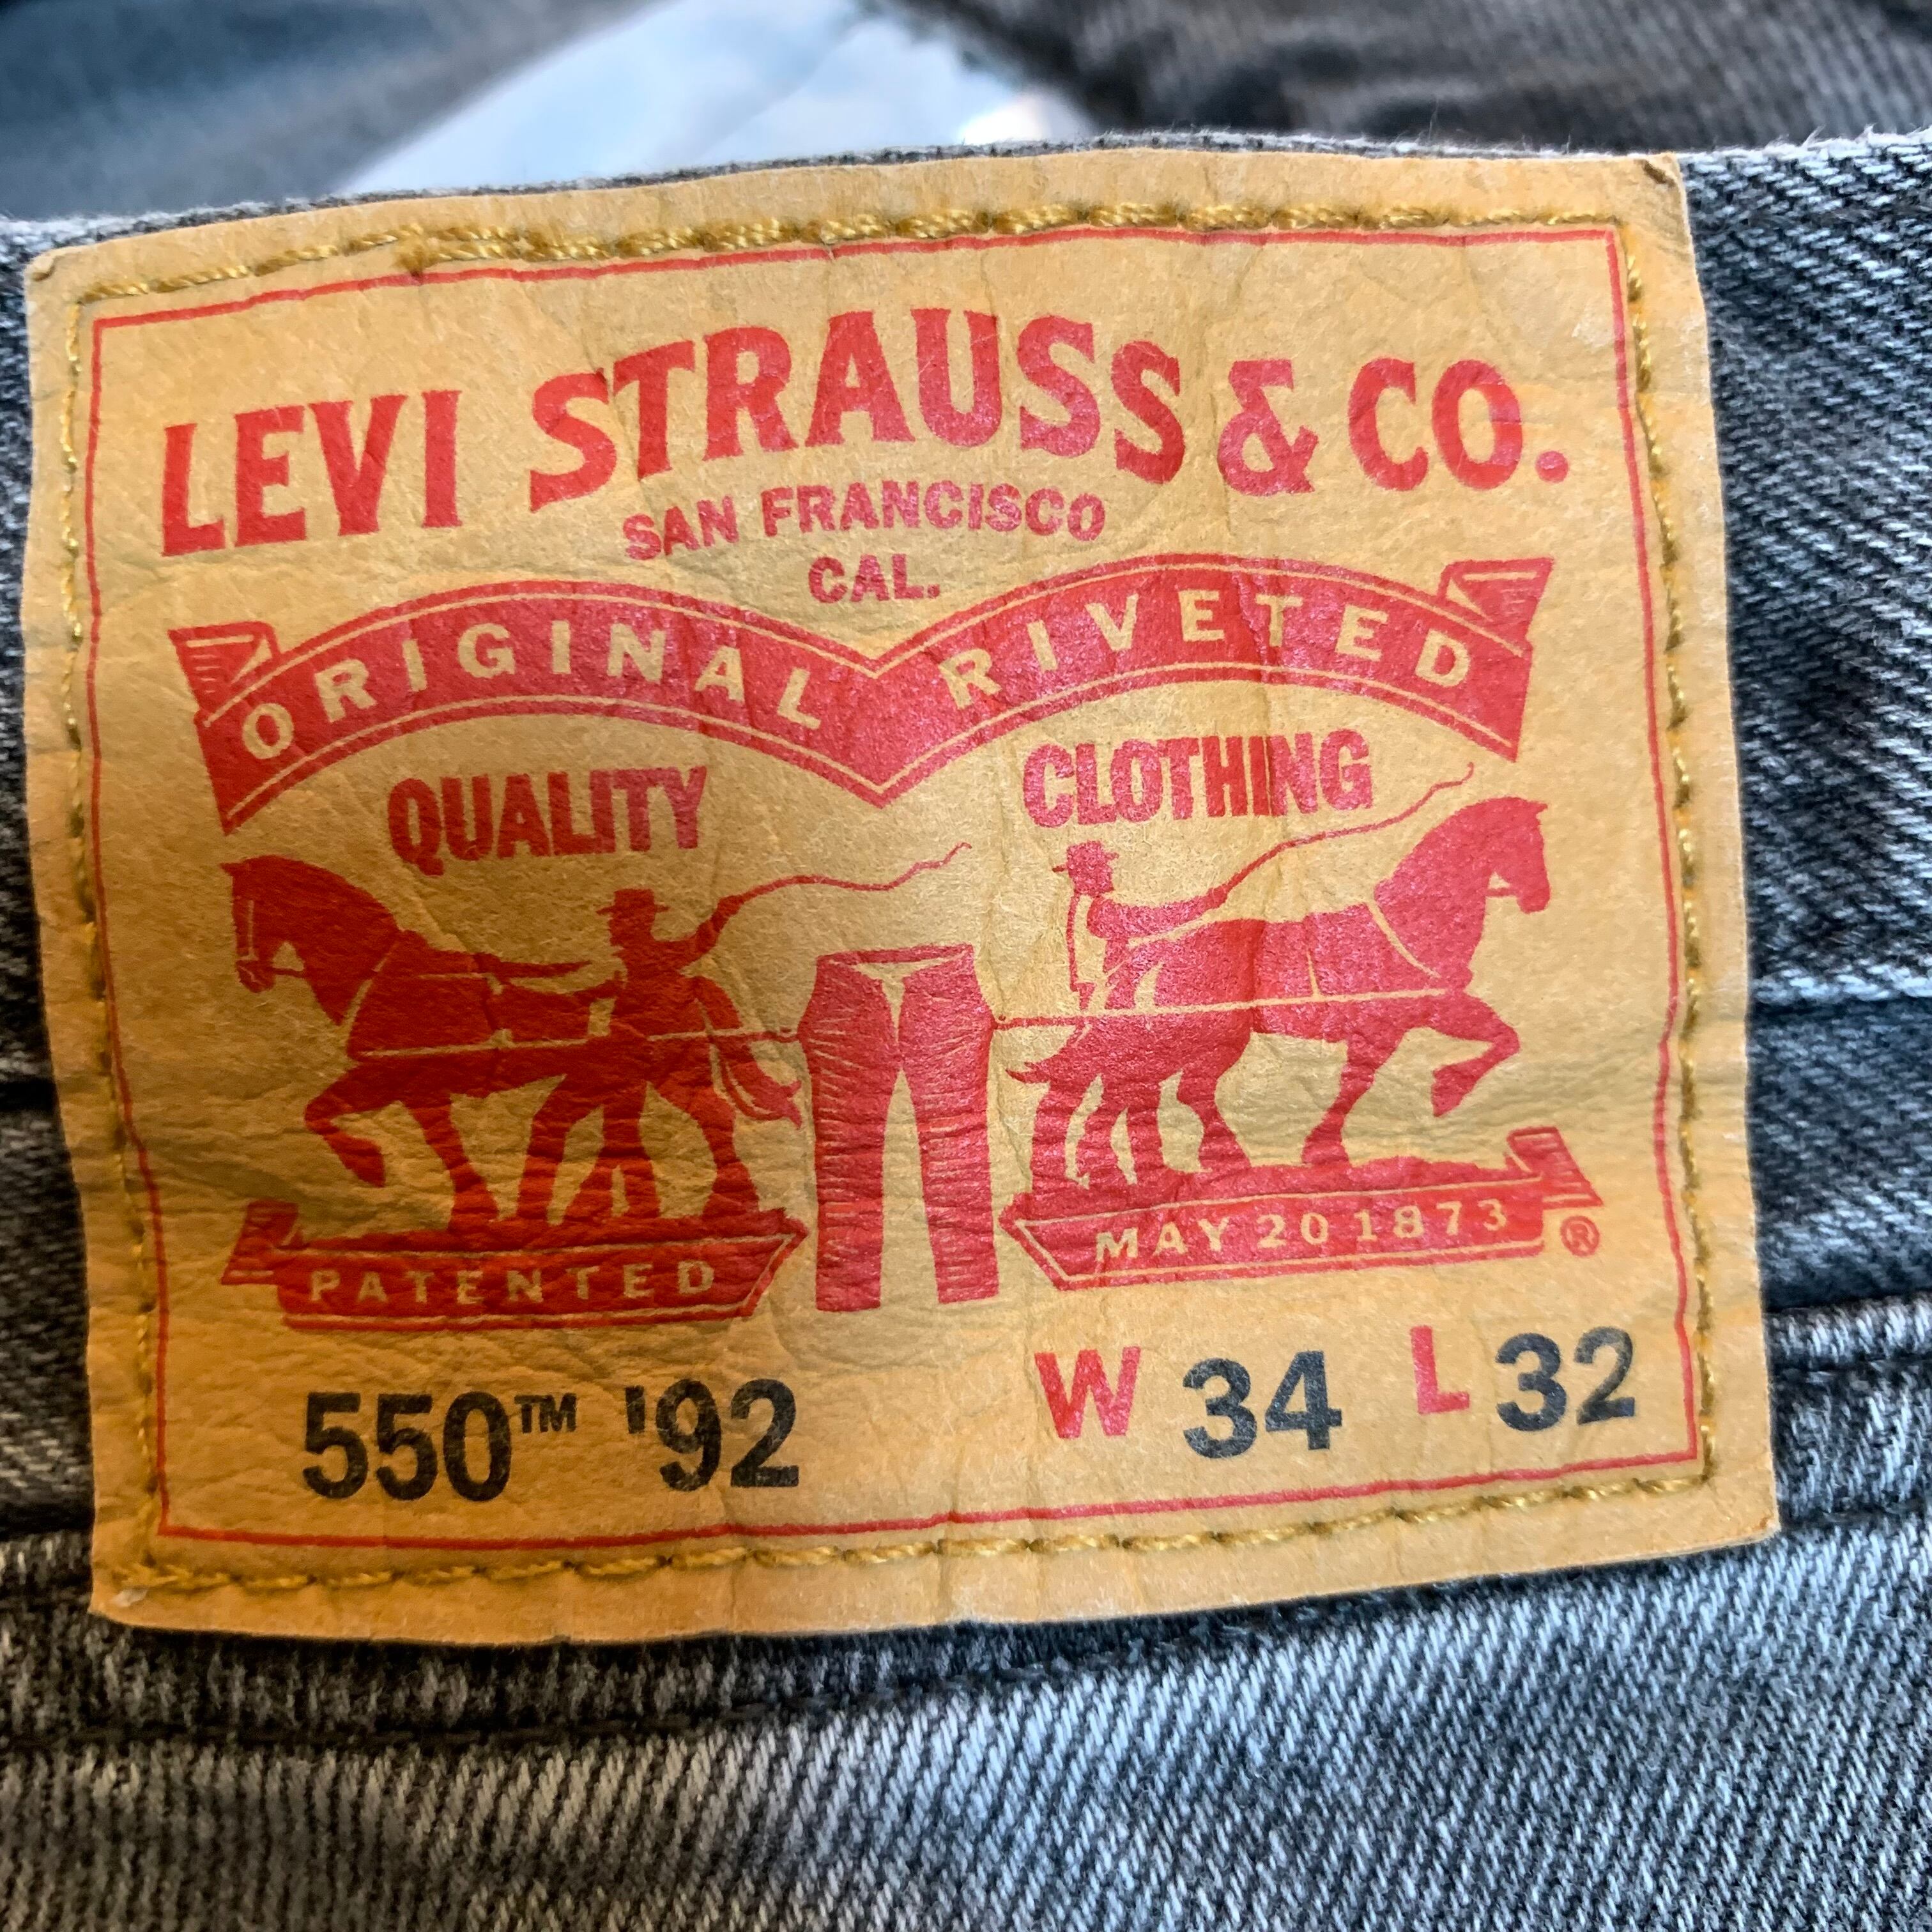 LEVI STRAUSS & CO.
SAN FRANCISCO
CAL.
ORIGINAL RIVETED
QUALITY CLOTHING
PATENTED MAY 20 1873 ®
550™ '92 W 34 L 32